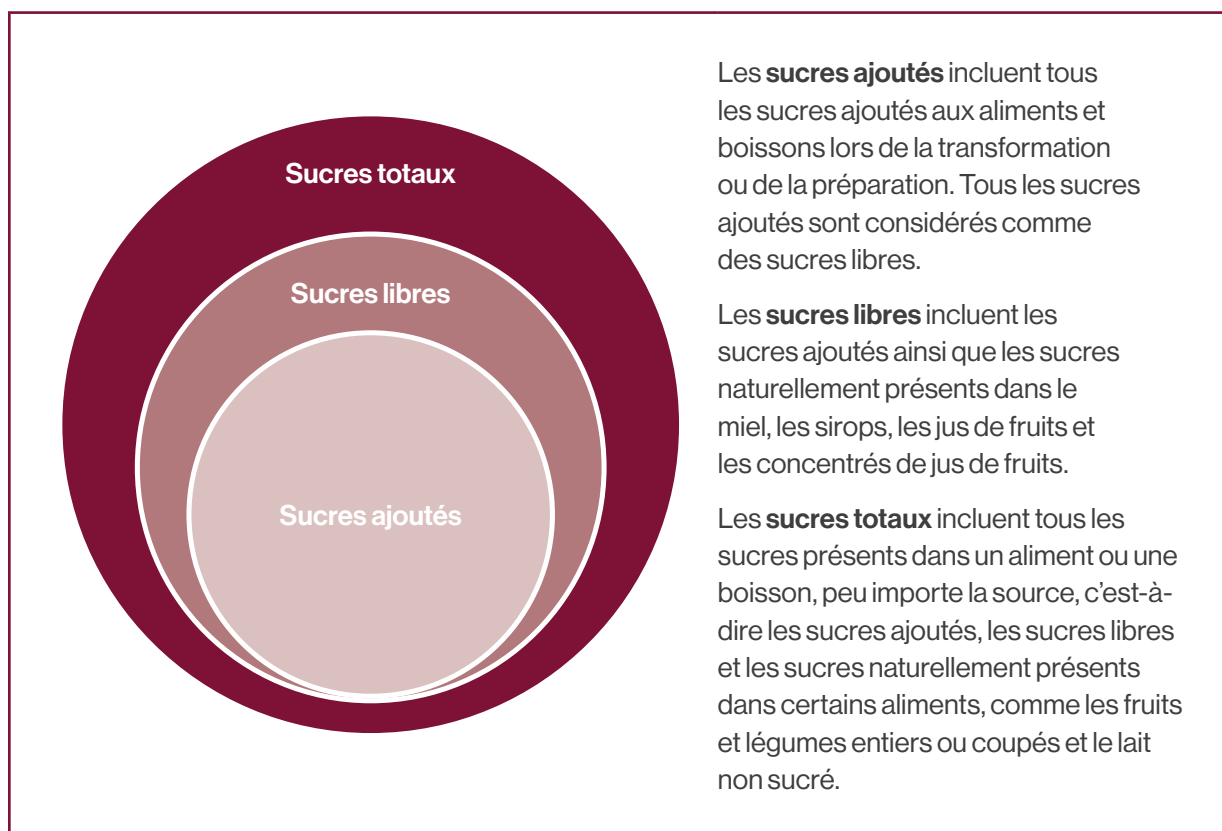 Sucres totaux
Sucres libres
Sucres ajoutés
Les sucres ajoutés incluent tous
les sucres ajoutés aux aliments et
boissons lors de la transformation
ou de la préparation. Tous les sucres
ajoutés sont considérés comme
des sucres libres.
Les sucres libres incluent les
sucres ajoutés ainsi que les sucres
naturellement présents dans le
miel, les sirops, les jus de fruits et
les concentrés de jus de fruits.
Les sucres totaux incluent tous les
sucres présents dans un aliment ou une
boisson, peu importe la source, c’est-à-
dire les sucres ajoutés, les sucres libres
et les sucres naturellement présents
dans certains aliments, comme les fruits
et légumes entiers ou coupés et le lait
non sucré.